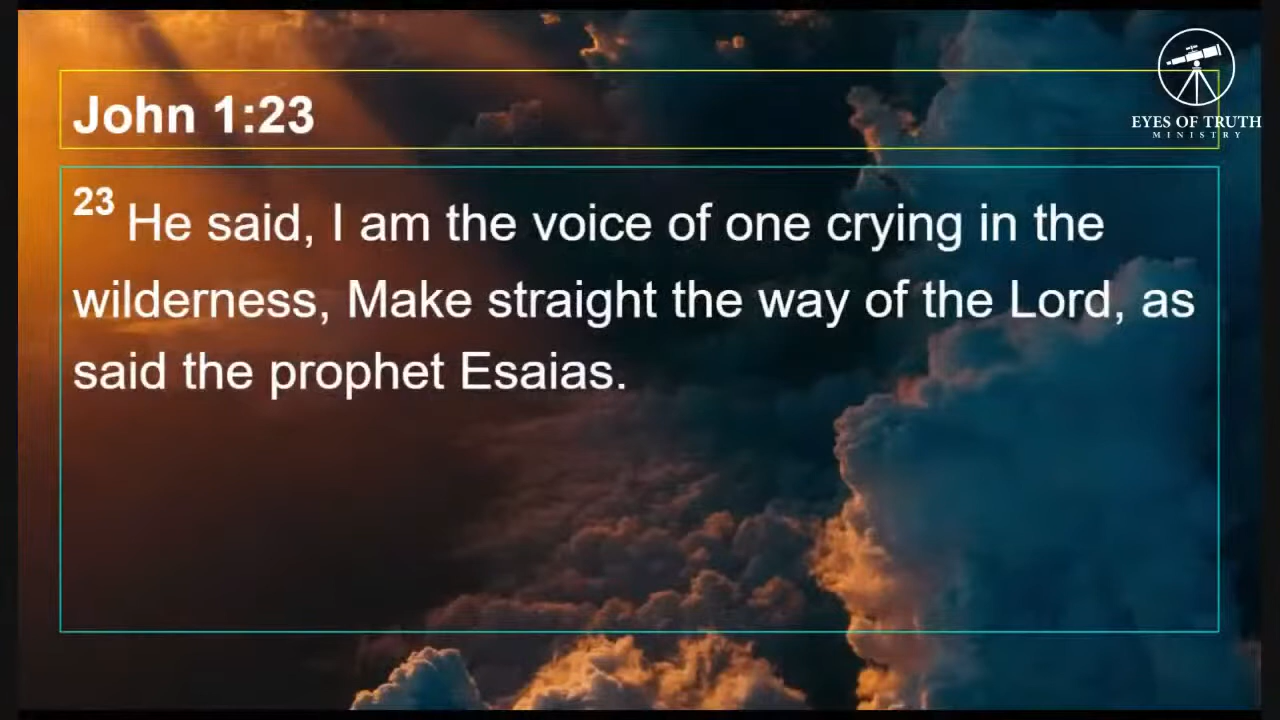 John 1:23
EYES OF TRUTH
MINISTRY
23 He said, I am the voice of one crying in the
wilderness, Make straight the way of the Lord, as
said the prophet Esaias.